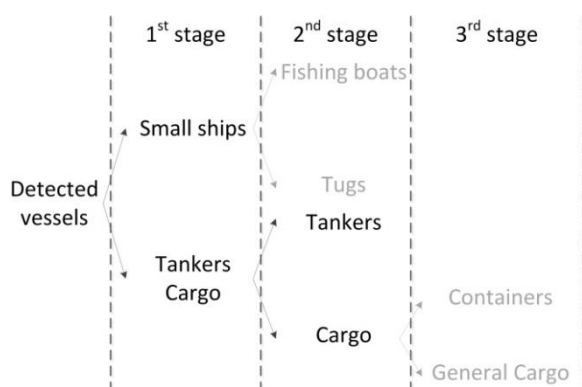 1st stage
2nd stage
3rd stage
Fishing boats
Small ships
Detected
vessels
Tugs
Tankers
Tankers
Cargo
Containers
Cargo
General Cargo